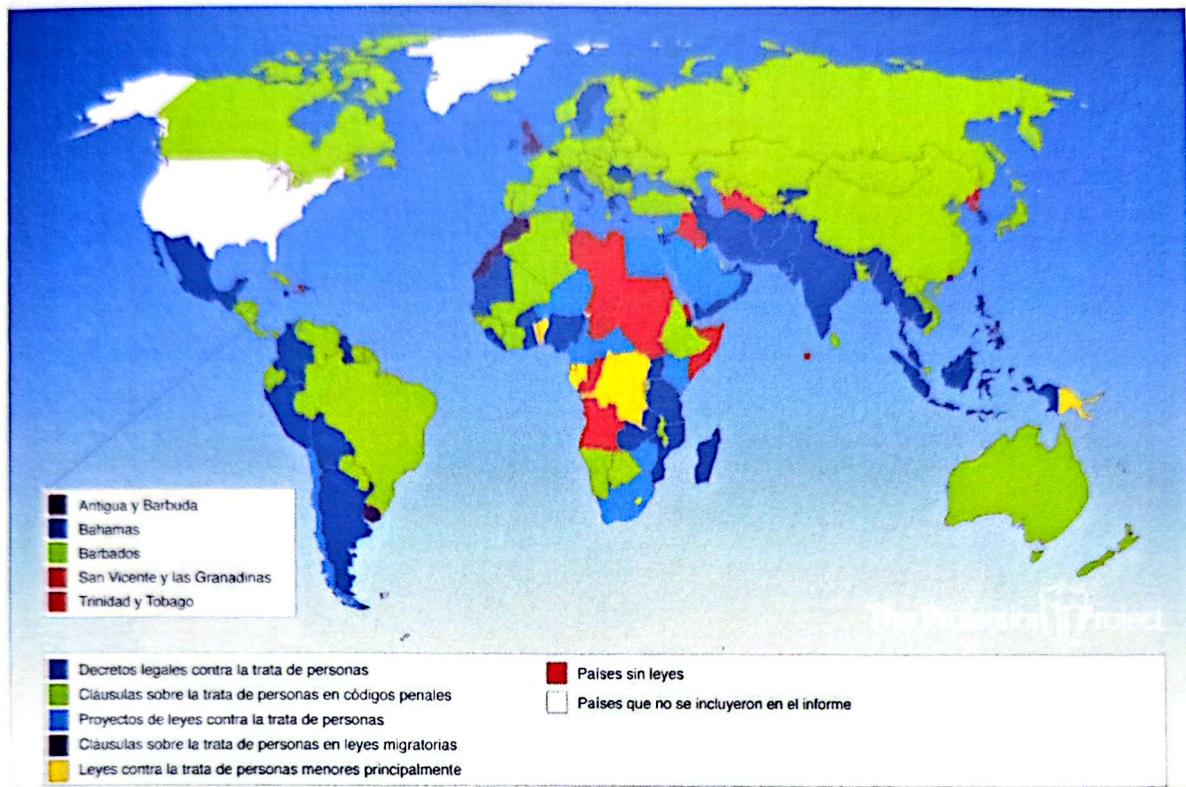 Antigua y Barbuda
Bahamas
Barbados
San Vicente y las Granadinas
Trinidad y Tobago
The Protection Project
Decretos legales contra la trata de personas
Cláusulas sobre la trata de personas en códigos penales
Proyectos de leyes contra la trata de personas
Cláusulas sobre la trata de personas en leyes migratorias
Leyes contra la trata de personas menores principalmente
Países sin leyes
Países que no se incluyeron en el informe